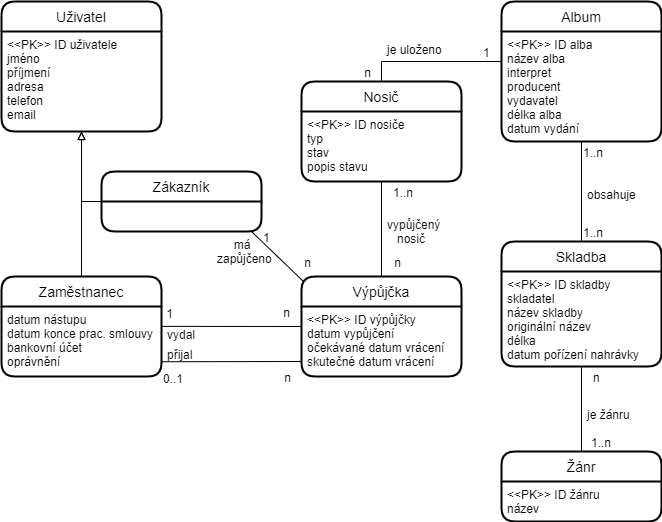 Uživatel
<<PK>> ID uživatele
jméno
příjmení
adresa
telefon
email
Zákazník
Zaměstnanec
datum nástupu
datum konce prac. smlouvy
bankovní účet
oprávnění
má
zapůjčeno
1
n
1
n
vydal
přijal
0..1
n
Nosič
<<PK>> ID nosiče
typ
stav
popis stavu
je uloženo
1
n
1..n
vypůjčený
nosič
n
Výpůjčka
<<PK>> ID výpůjčky
datum vypůjčení
očekávané datum vrácení
skutečné datum vrácení
Album
<<PK>> ID alba
název alba
interpret
producent
vydavatel
délka alba
datum vydání
1..n
obsahuje
1..n
Skladba
<<PK>> ID skladby
skladatel
název skladby
originální název
délka
datum pořízení nahrávky
n
je žánru
1..n
Žánr
<<PK>> ID žánru
název